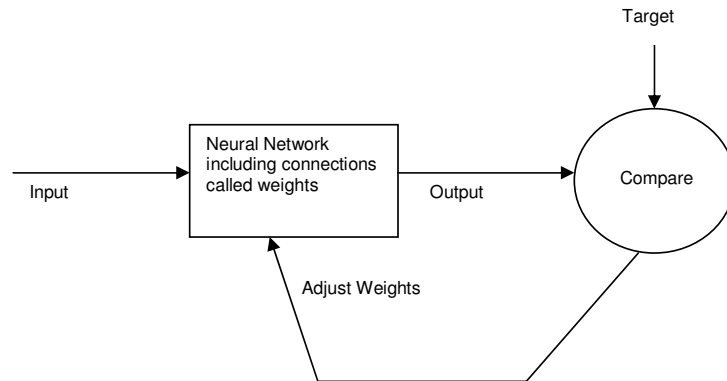 Target
Neural Network
including connections
called weights
Compare
Input
Output
Adjust Weights